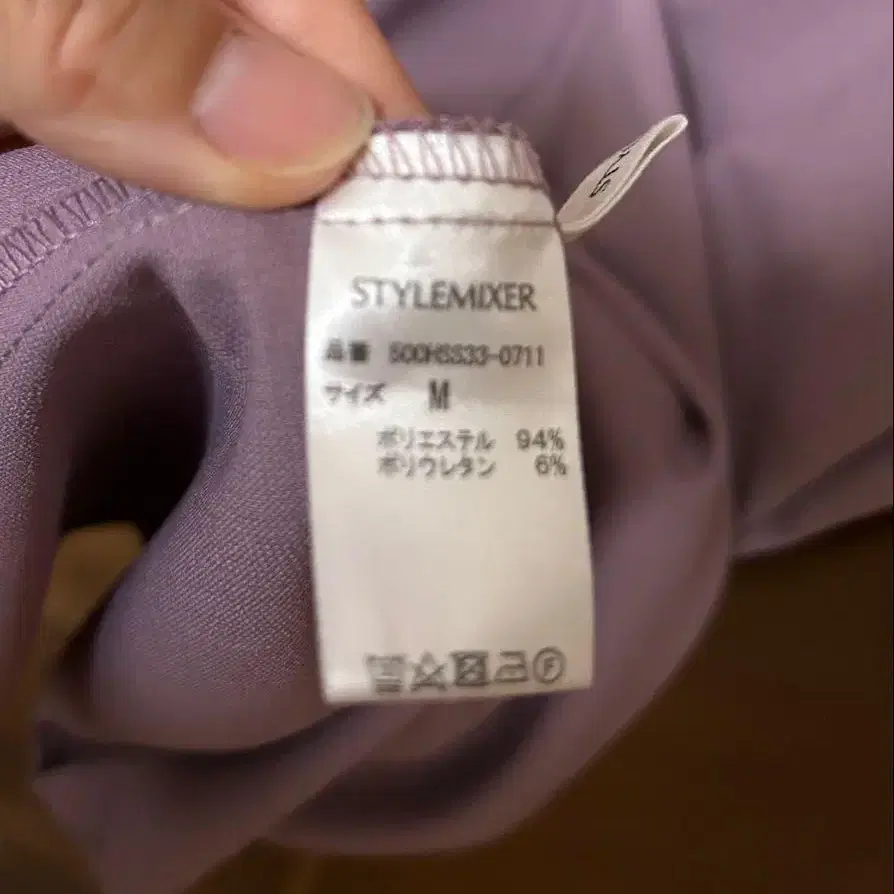 STYLEMIXER
品番 500HSS33-0711
サイズ M
ポリエステル 94%
ポリウレタン 6%
F